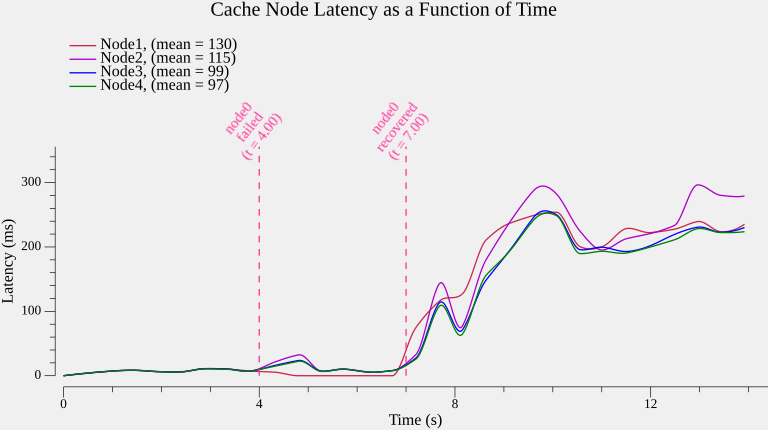 Cache Node Latency as a Function of Time
Node1, (mean = 130)
Node2, (mean = 115)
Node3, (mean = 99)
Node4, (mean = 97)
node0
failed
(t = 4.00)
node0
recovered
(t = 7.00)
300
200
100
0
Latency (ms)
0
4
8
12
Time (s)